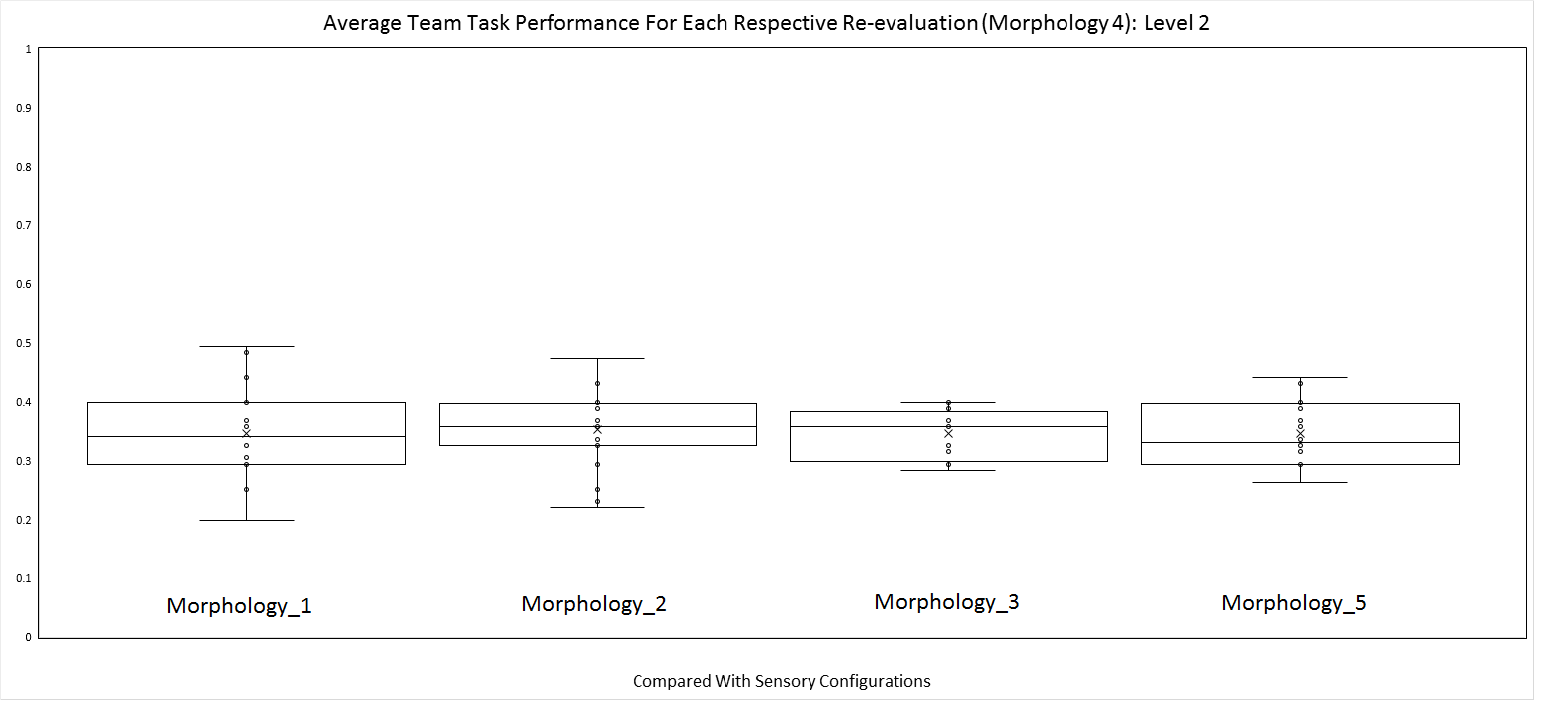 Average Team Task Performance For Each Respective Re-evaluation (Morphology 4): Level 2
1
0.9
0.8
0.7
0.6
0.5
0.4
0.3
0.2
0.1
0
Morphology_1
Morphology_2
Morphology_3
Morphology_5
Compared With Sensory Configurations